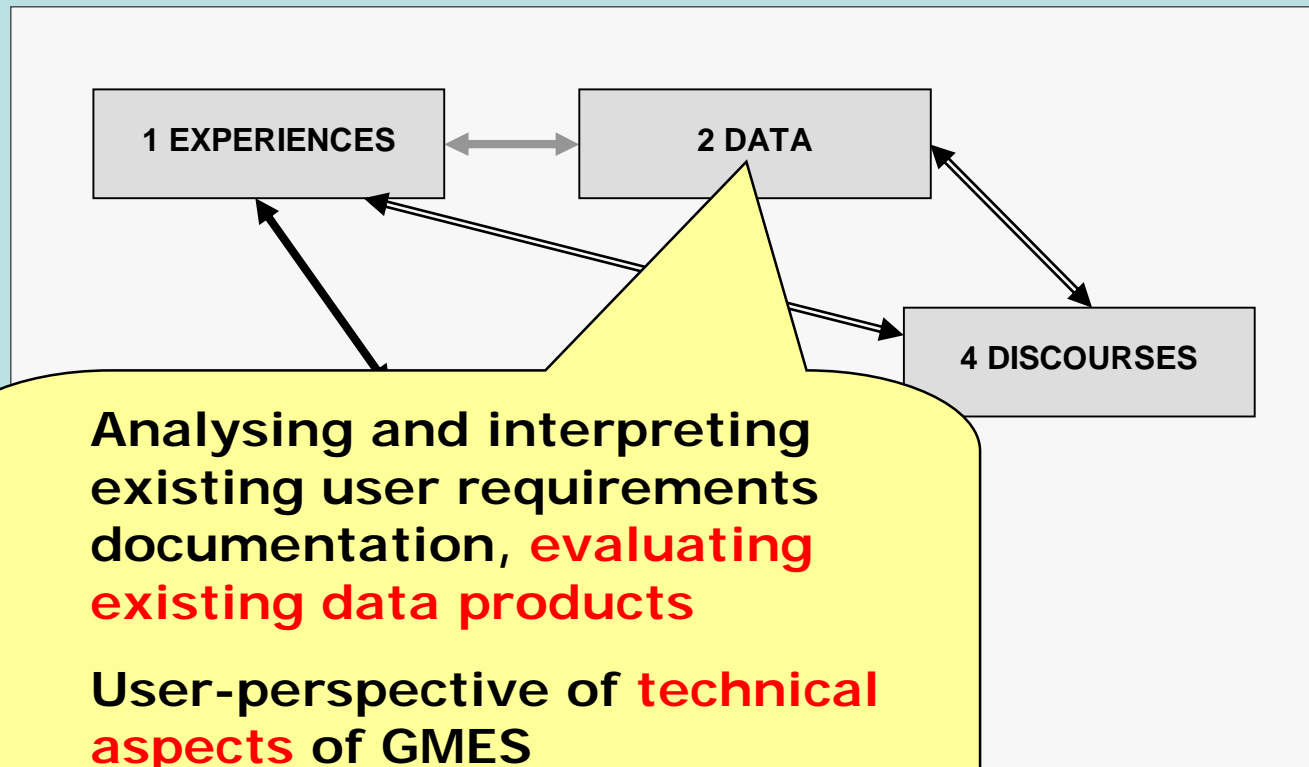 1 EXPERIENCES
2 DATA
4 DISCOURSES
Analysing and interpreting
existing user requirements
documentation, evaluating
existing data products
User-perspective of technical
aspects of GMES